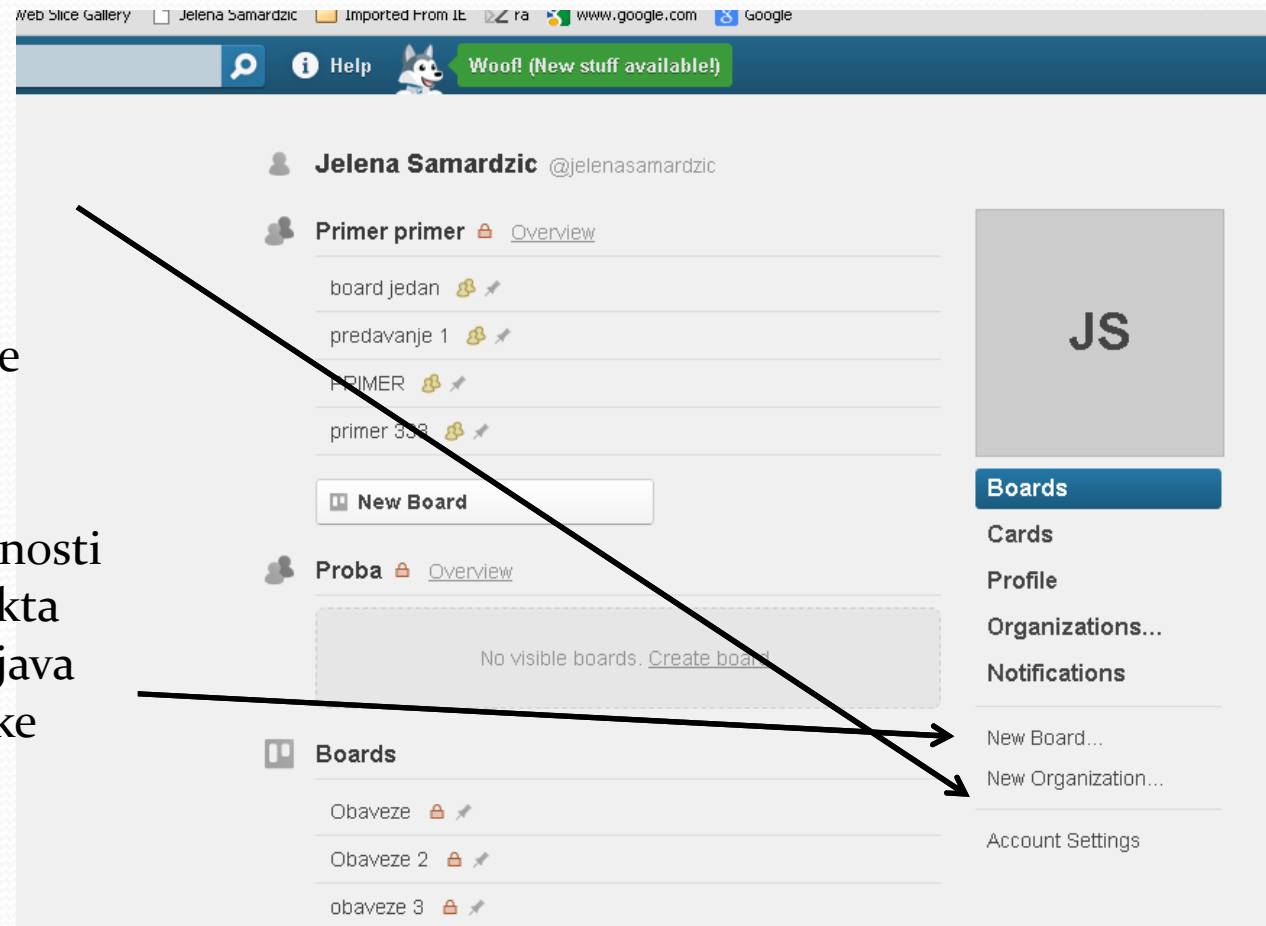 Web Slice Gallery Jelena Samardzic Imported From IE ra www.google.com Google
Help Woof! (New stuff available!)
Jelena Samardzic @jelenasamardzic
Primer primer Overview
board jedan
predavanje 1
PRIMER
primer 333
New Board
Proba Overview
No visible boards. Create board
Boards
Obaveze
Obaveze 2
obaveze 3
JS
Boards
Cards
Profile
Organizations...
Notifications
New Board...
New Organization...
Account Settings
e
nosti
kta
java
ke